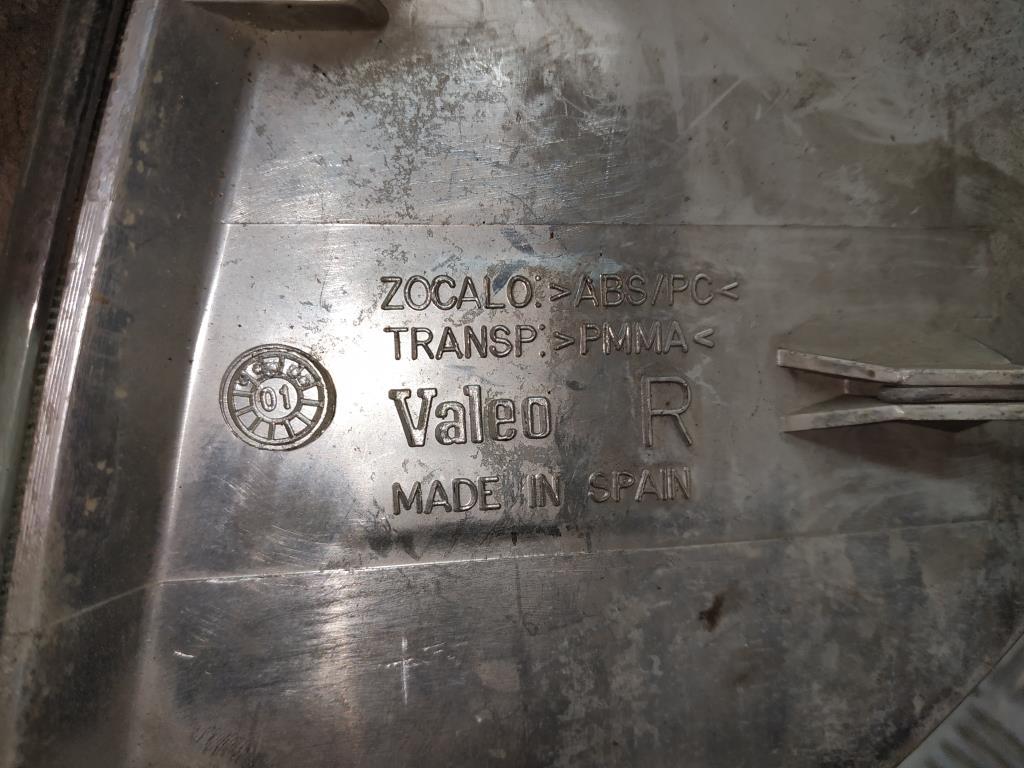 ZOCALO: >ABS/PC<
TRANSP: >PMMA<
01
Valeo R
MADE IN SPAIN